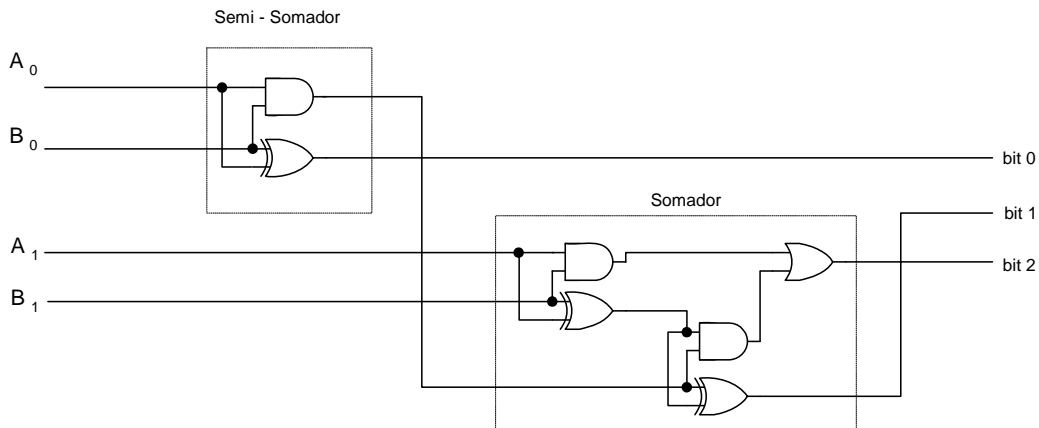 Semi - Somador
A 0
B 0
bit 0
Somador
bit 1
A 1
bit 2
B 1